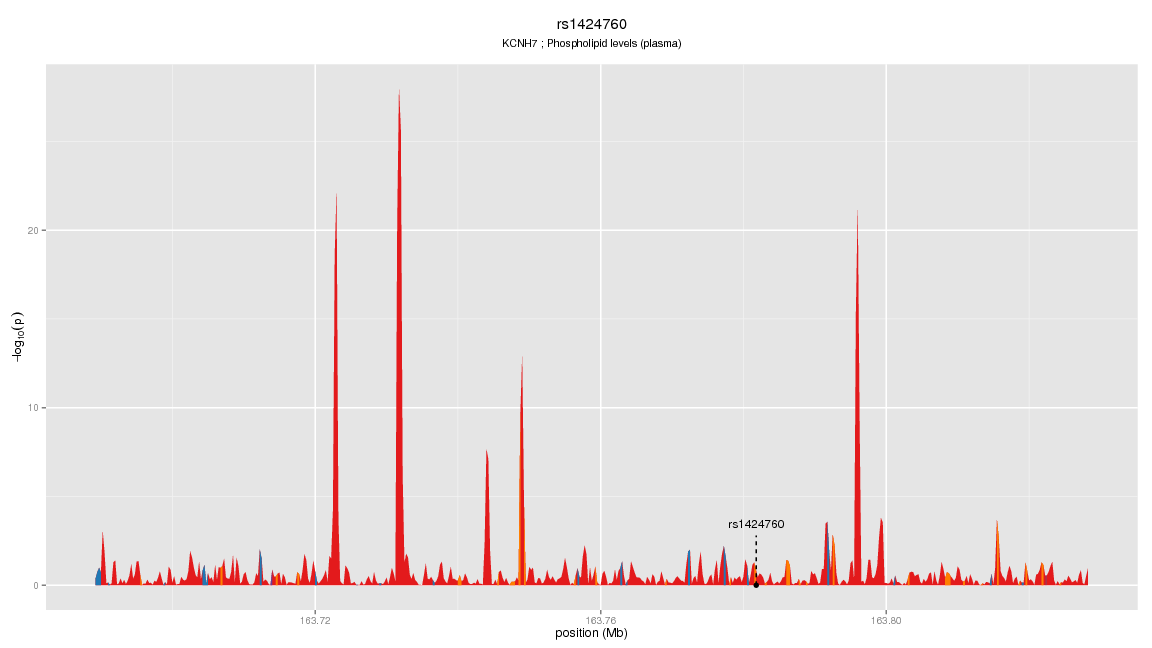 rs1424760
KCNH7 ; Phospholipid levels (plasma)
−log10(p)
20
10
0
rs1424760
163.72
163.76
163.80
position (Mb)